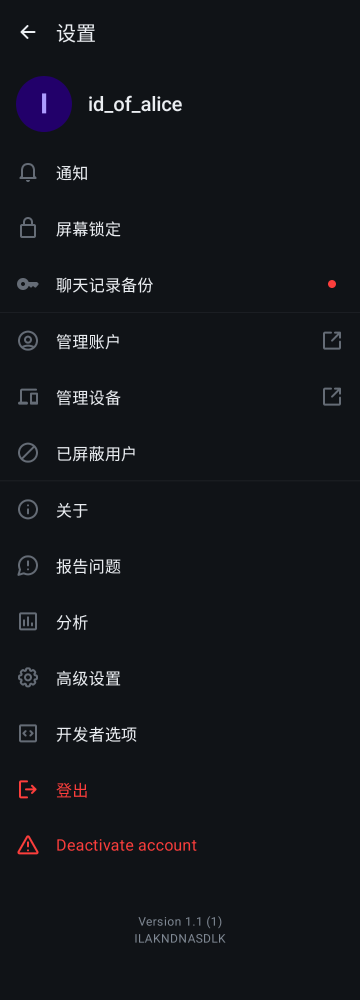 设置
I
id_of_alice
通知
屏幕锁定
聊天记录备份
管理账户
管理设备
已屏蔽用户
关于
报告问题
分析
高级设置
开发者选项
登出
Deactivate account
Version 1.1 (1)
ILAKNDNASDLK